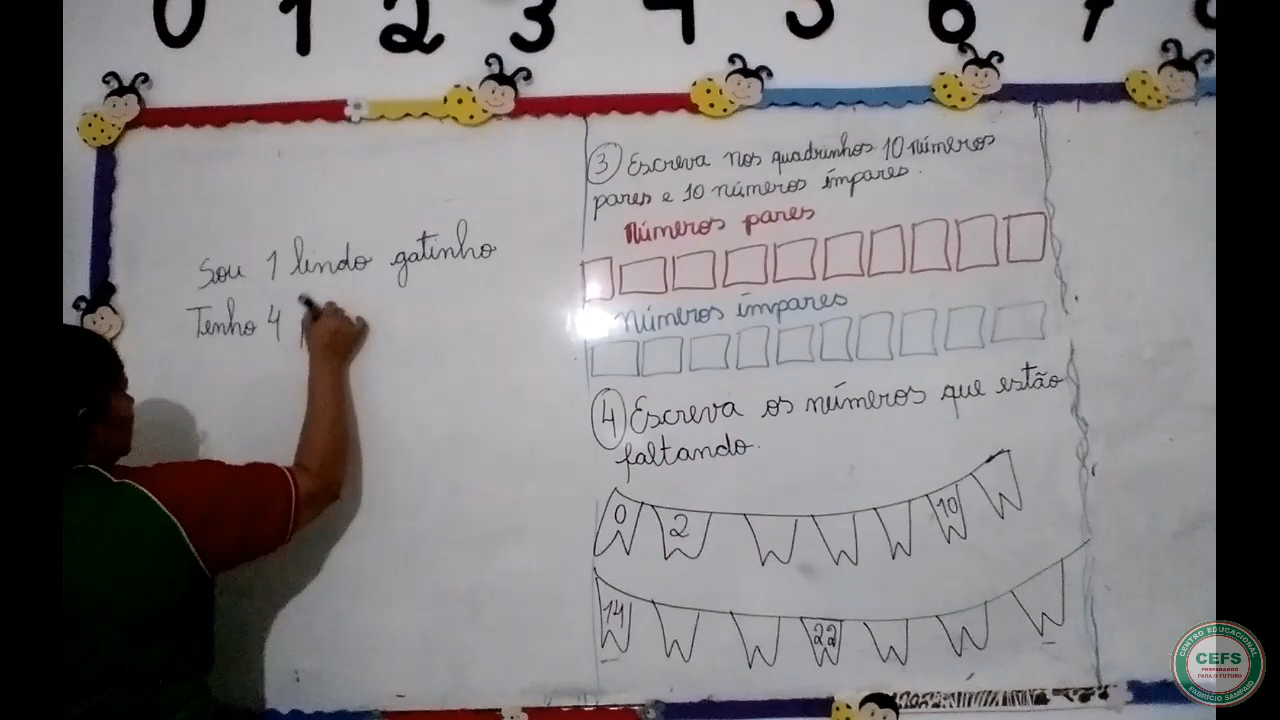 0 1 2 3 4 5 6 7
Sou 1 lindo gatinho
Tenho 4
3 Escreva nos quadrinhos 10 números
pares e 10 números ímpares.
Números pares
Números ímpares
4 Escreva os números que estão
faltando.
0 2 10
14 22
CENTRO EDUCACIONAL
CEFS
PREPARANDO
PARA O FUTURO
FABRICIO SAMPAIO